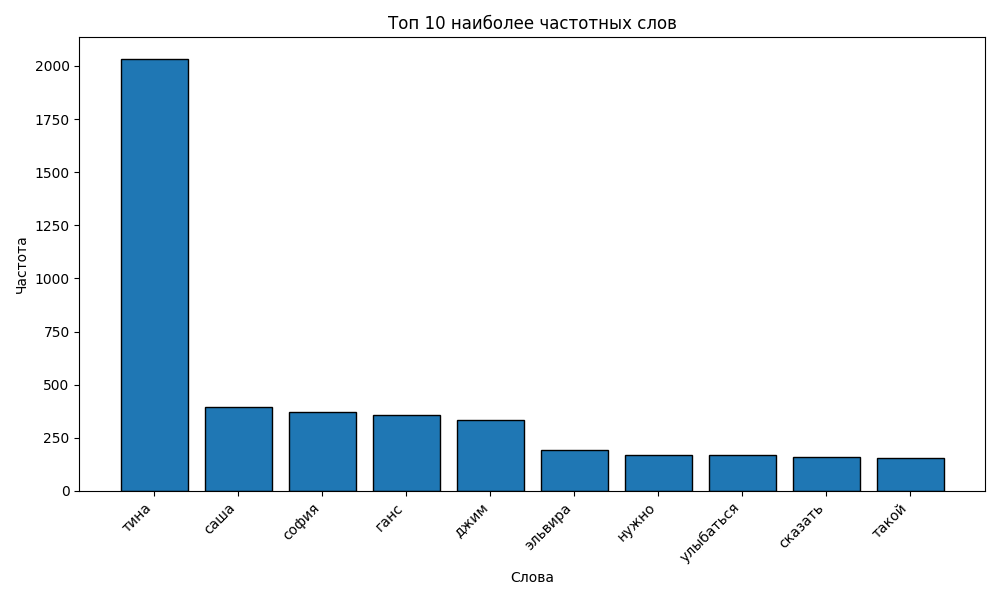 Топ 10 наиболее частотных слов
Частота
2000
1750
1500
1250
1000
750
500
250
0
тина
саша
софия
ганс
джим
эльвира
нужно
улыбаться
сказать
такой
Слова